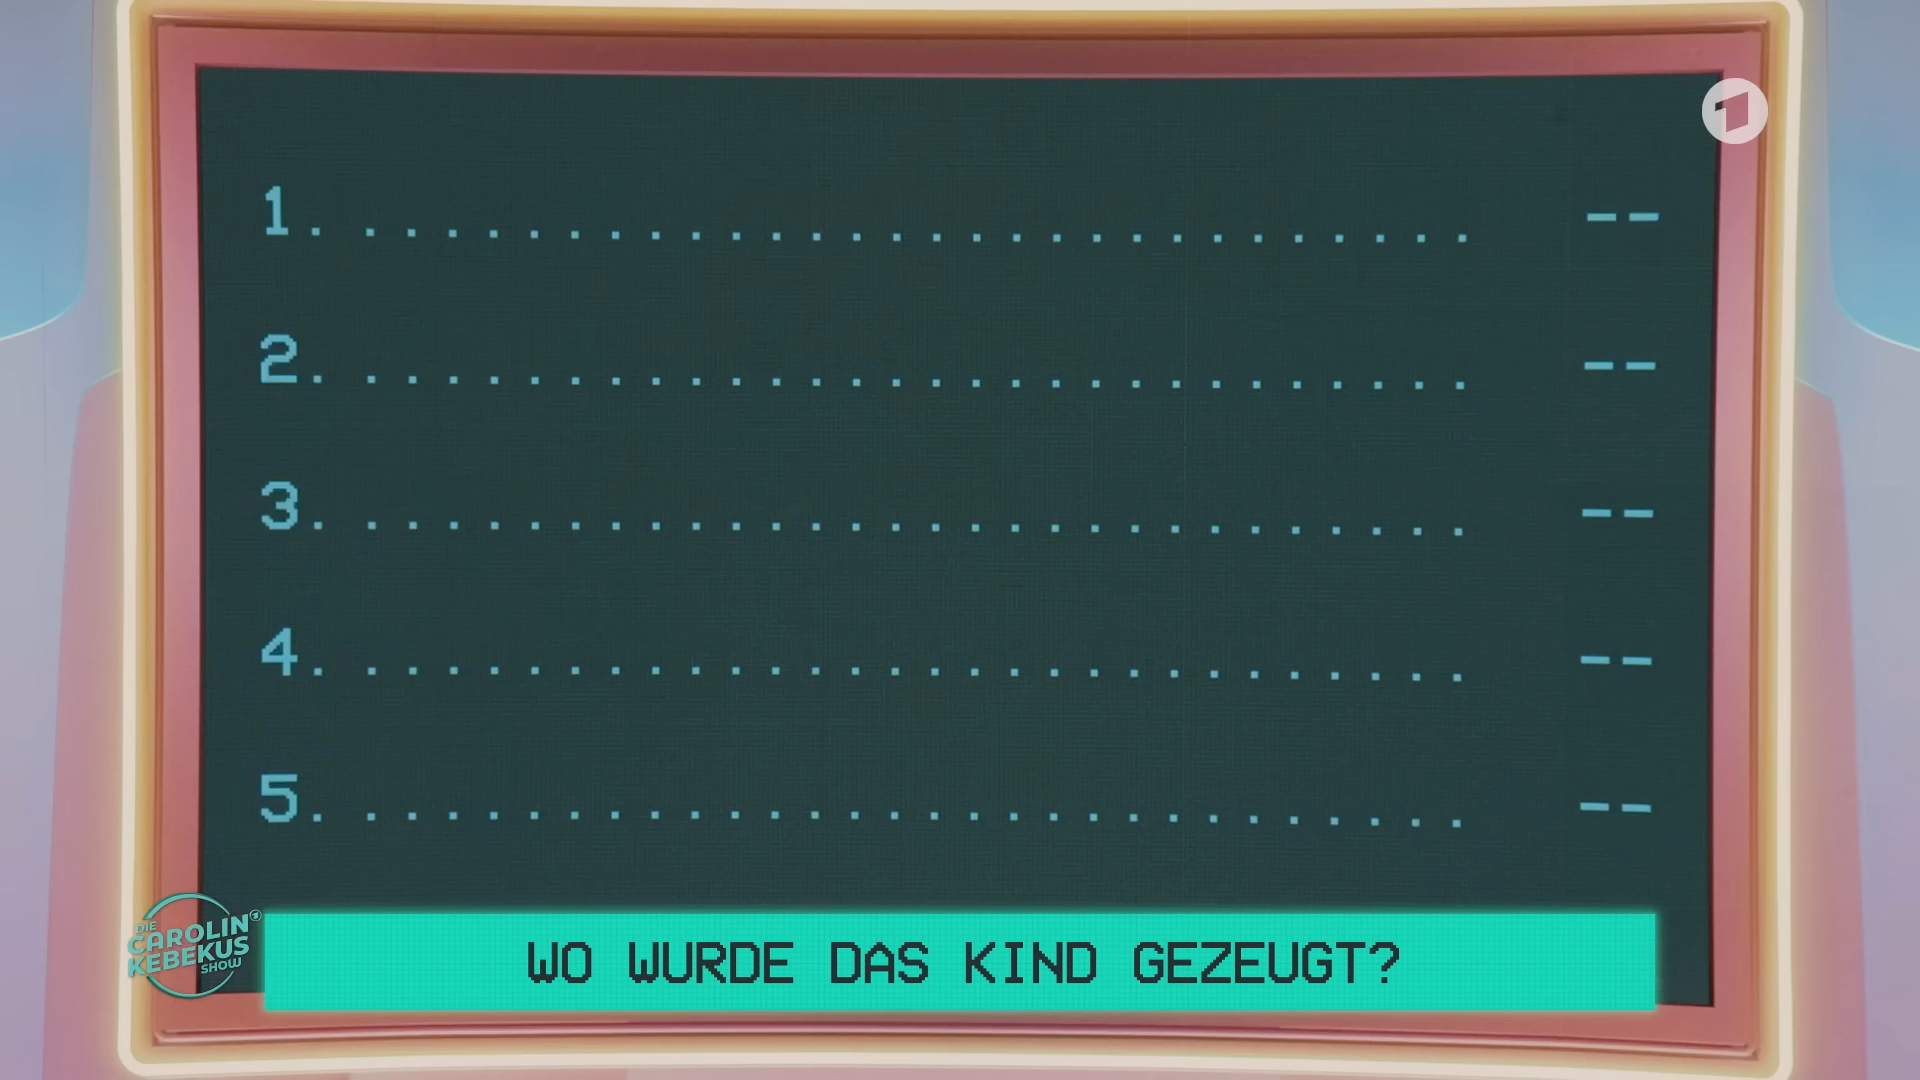 1. . . . . . . . . . . . . . . . . . . . . . . . . . . . . --
2. . . . . . . . . . . . . . . . . . . . . . . . . . . . . --
3. . . . . . . . . . . . . . . . . . . . . . . . . . . . . --
4. . . . . . . . . . . . . . . . . . . . . . . . . . . . . --
5. . . . . . . . . . . . . . . . . . . . . . . . . . . . . --
DIE
CAROLIN
KEBEKUS
SHOW
WO WURDE DAS KIND GEZEUGT?
1